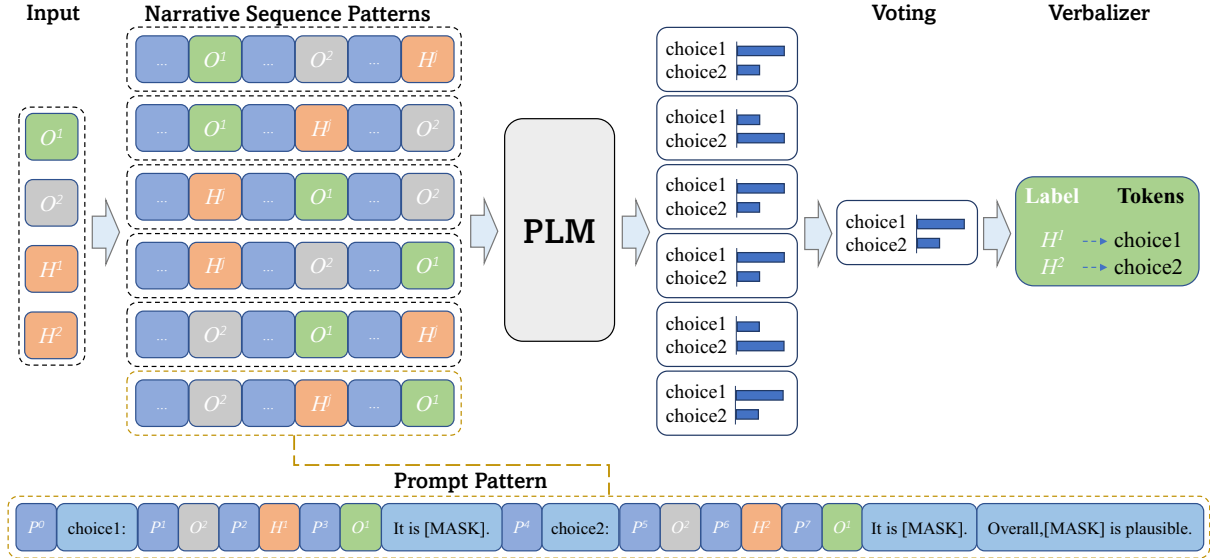 Input
Narrative Sequence Patterns
Voting
Verbalizer
... O¹ ... O² ... Hʲ
... O¹ ... Hʲ ... O²
... Hʲ ... O¹ ... O²
... Hʲ ... O² ... O¹
... O² ... O¹ ... Hʲ
... O² ... Hʲ ... O¹
O¹
O²
H¹
H²
PLM
choice1
choice2
choice1
choice2
choice1
choice2
choice1
choice2
choice1
choice2
choice1
choice2
choice1
choice2
Label Tokens
H¹ choice1
H² choice2
Prompt Pattern
P⁰ choice1: P¹ O² P² H¹ P³ O¹ It is [MASK]. P⁴ choice2: P⁵ O² P⁶ H² P⁷ O¹ It is [MASK]. Overall,[MASK] is plausible.